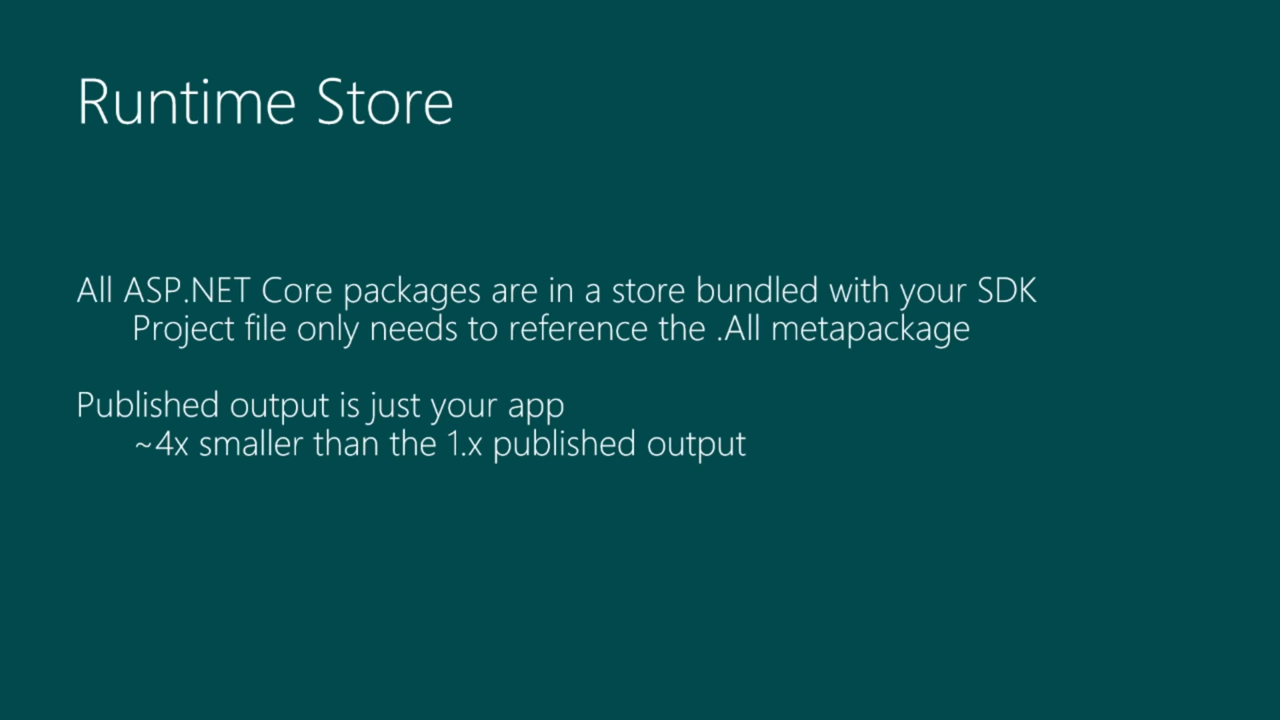 Runtime Store
All ASP.NET Core packages are in a store bundled with your SDK
Project file only needs to reference the .All metapackage
Published output is just your app
~4x smaller than the 1.x published output